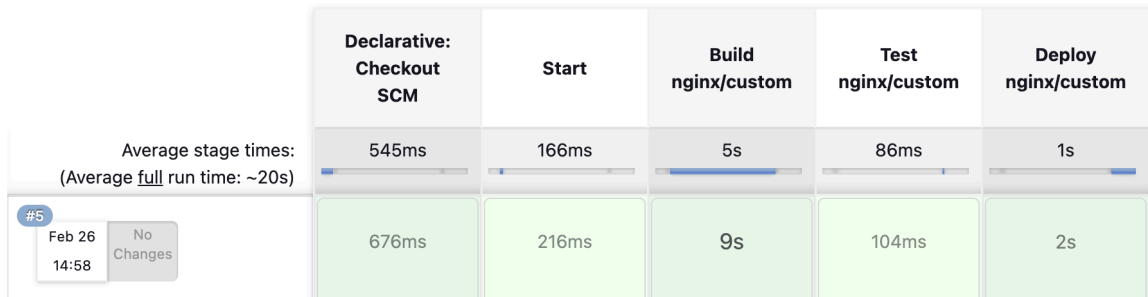 Declarative:
Checkout
SCM
Start
Build
nginx/custom
Test
nginx/custom
Deploy
nginx/custom
Average stage times:
(Average full run time: ~20s)
545ms
166ms
5s
86ms
1s
#5
Feb 26
14:58
No
Changes
676ms
216ms
9s
104ms
2s